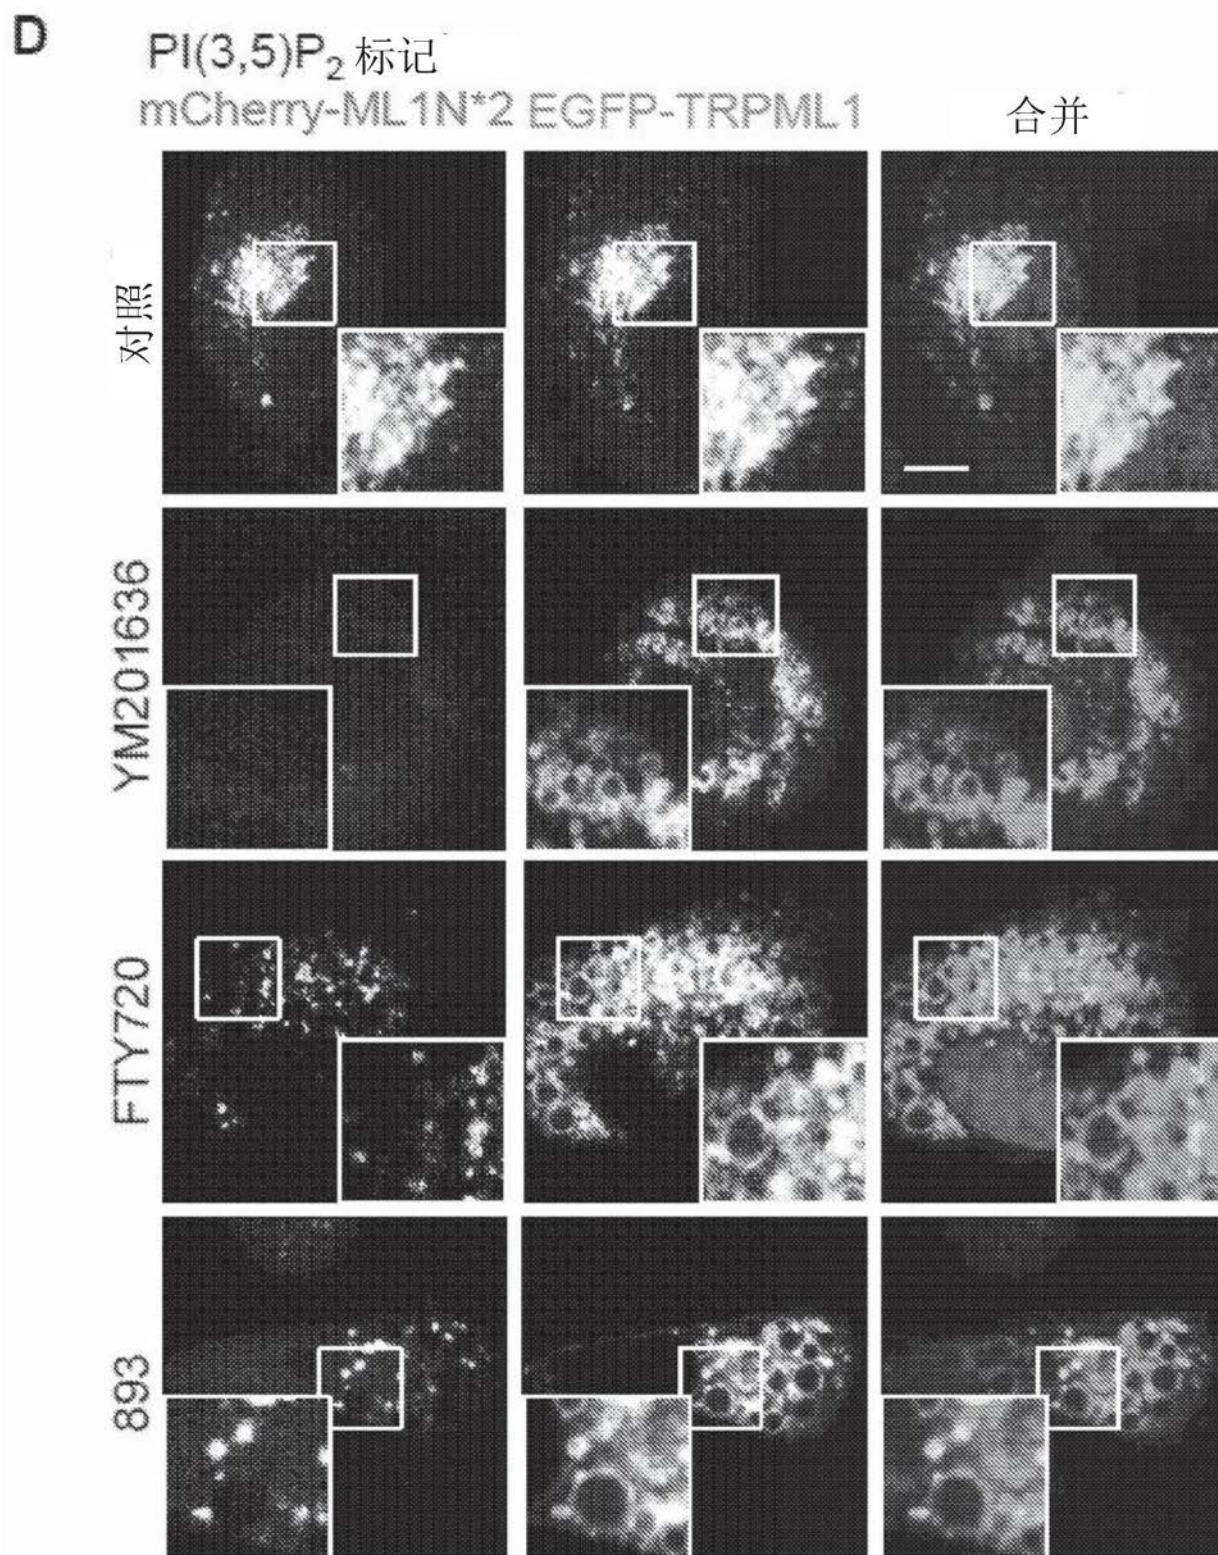 D
PI(3,5)P₂ 标记
mCherry-ML1N*2 EGFP-TRPML1 合并
对照
YM201636
FTY720
893